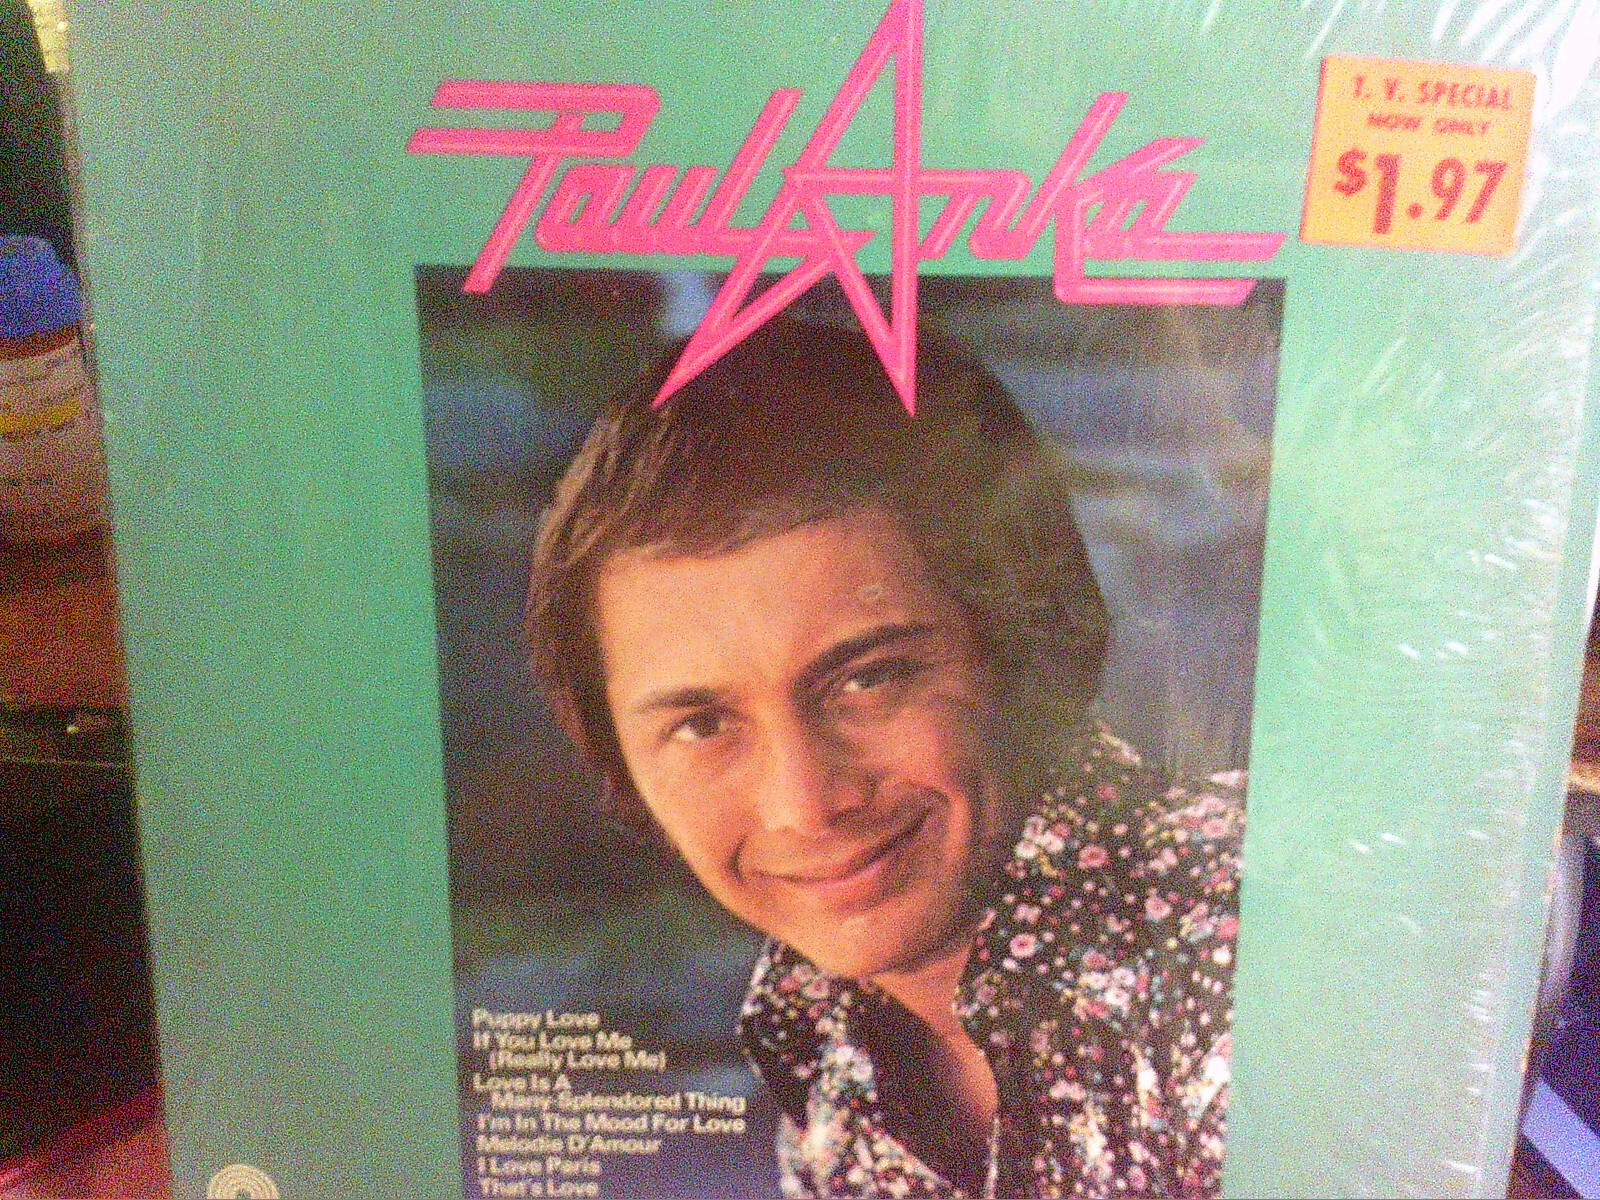 Paul Anka
T. V. SPECIAL
NOW ONLY
$1.97
Puppy Love
If You Love Me
(Really Love Me)
Love Is A
Many-Splendored Thing
I'm In The Mood For Love
Melodie D'Amour
I Love Paris
That's Love